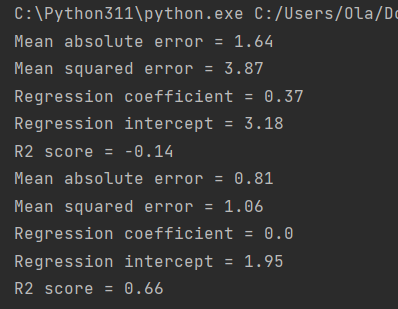 C:\Python311\python.exe C:/Users/Ola/Do
Mean absolute error = 1.64
Mean squared error = 3.87
Regression coefficient = 0.37
Regression intercept = 3.18
R2 score = -0.14
Mean absolute error = 0.81
Mean squared error = 1.06
Regression coefficient = 0.0
Regression intercept = 1.95
R2 score = 0.66